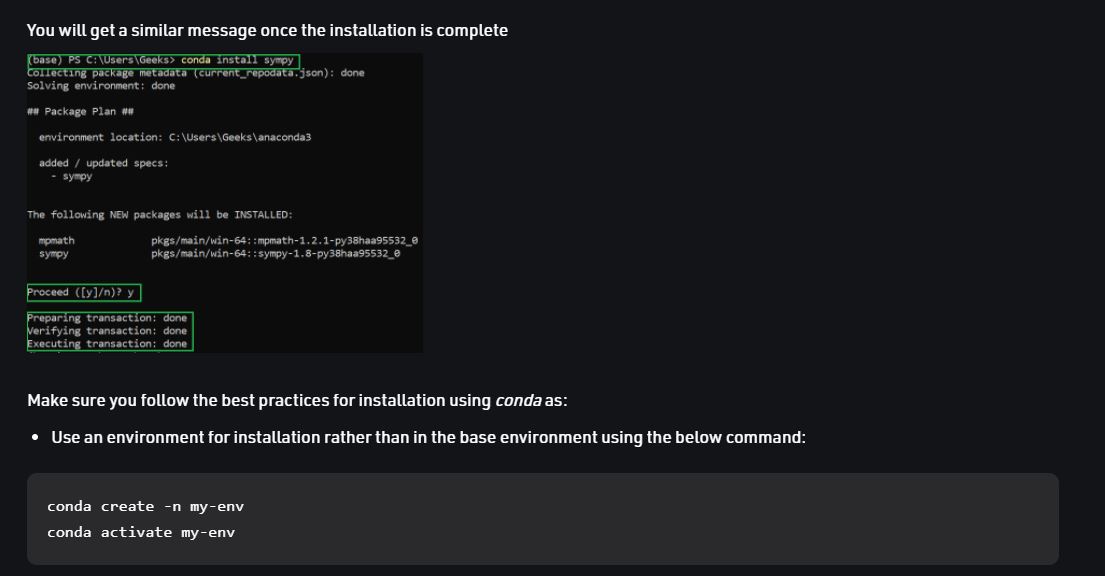 You will get a similar message once the installation is complete
(base) PS C:\Users\Geeks> conda install sympy
Collecting package metadata (current_repodata.json): done
Solving environment: done
## Package Plan ##
environment location: C:\Users\Geeks\anaconda3
added / updated specs:
- sympy
The following NEW packages will be INSTALLED:
mpmath pkgs/main/win-64::mpmath-1.2.1-py38haa95532_0
sympy pkgs/main/win-64::sympy-1.8-py38haa95532_0
Proceed ([y]/n)? y
Preparing transaction: done
Verifying transaction: done
Executing transaction: done
Make sure you follow the best practices for installation using conda as:
• Use an environment for installation rather than in the base environment using the below command:
conda create -n my-env
conda activate my-env